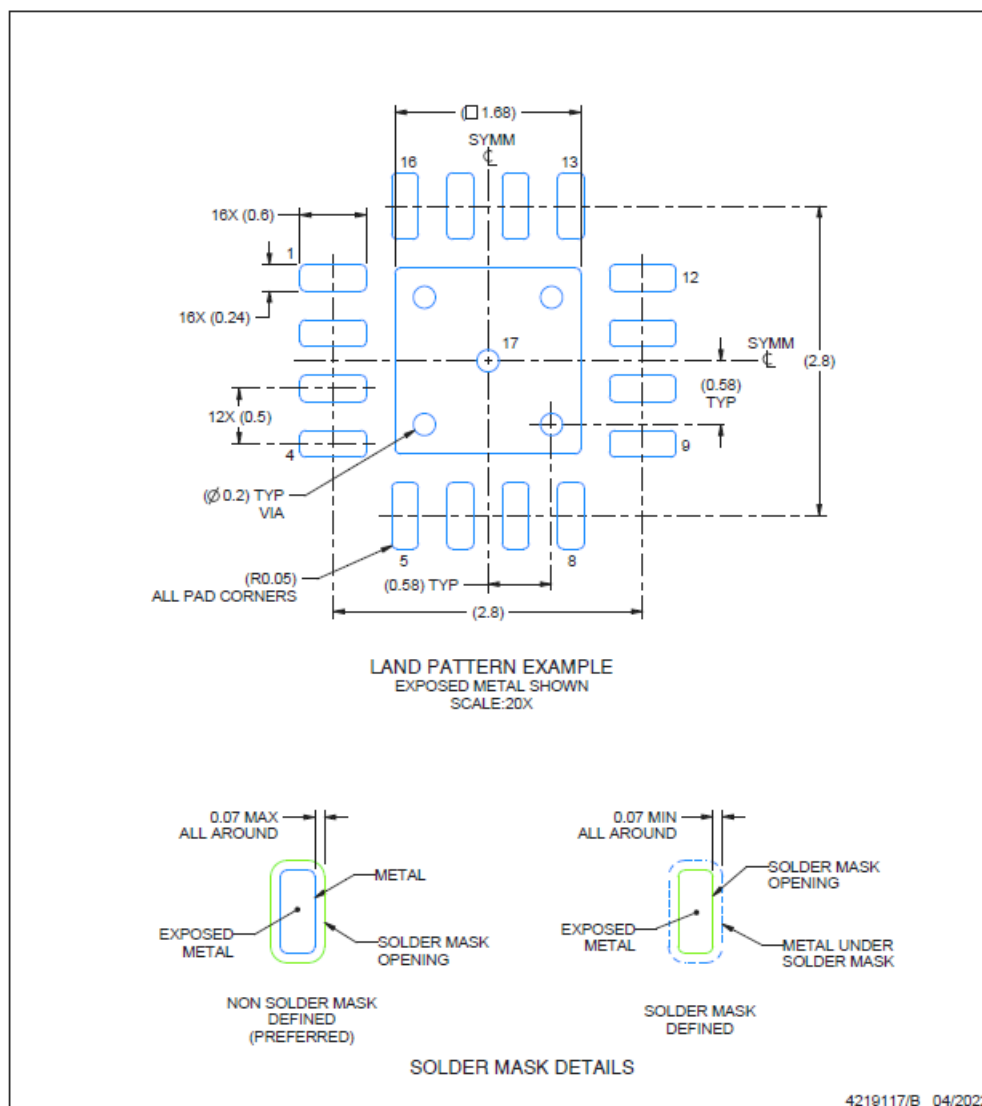 (□ 1.68)
SYMM
℄
16
13
16X (0.6)
1
12
16X (0.24)
SYMM
℄
17
(2.8)
(0.58)
TYP
12X (0.5)
4
9
(Ø 0.2) TYP
VIA
5
8
(R0.05)
ALL PAD CORNERS
(0.58) TYP
(2.8)
LAND PATTERN EXAMPLE
EXPOSED METAL SHOWN
SCALE:20X
0.07 MAX
ALL AROUND
METAL
EXPOSED
METAL
SOLDER MASK
OPENING
NON SOLDER MASK
DEFINED
(PREFERRED)
0.07 MIN
ALL AROUND
SOLDER MASK
OPENING
EXPOSED
METAL
METAL UNDER
SOLDER MASK
SOLDER MASK
DEFINED
SOLDER MASK DETAILS
4219117/B 04/202